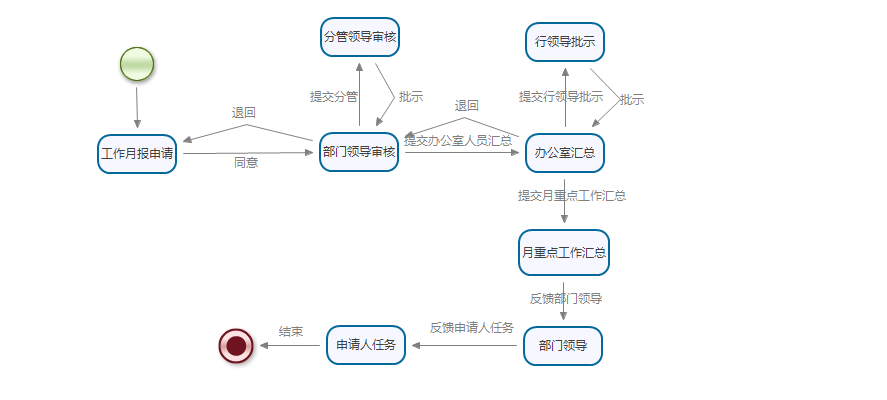 分管领导审核
行领导批示
提交分管
批示
提交行领导批示
批示
退回
退回
工作月报申请
同意
部门领导审核
提交办公室人员汇总
办公室汇总
提交月重点工作汇总
月重点工作汇总
反馈部门领导
结束
申请人任务
反馈申请人任务
部门领导